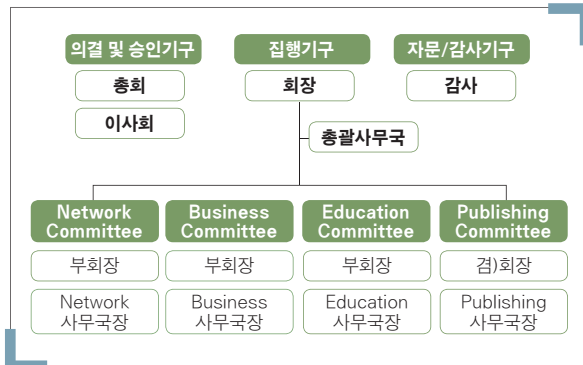 의결 및 승인기구
집행기구
자문/감사기구
총회
회장
감사
이사회
총괄사무국
Network
Committee
Business
Committee
Education
Committee
Publishing
Committee
부회장
부회장
부회장
겸)회장
Network
사무국장
Business
사무국장
Education
사무국장
Publishing
사무국장